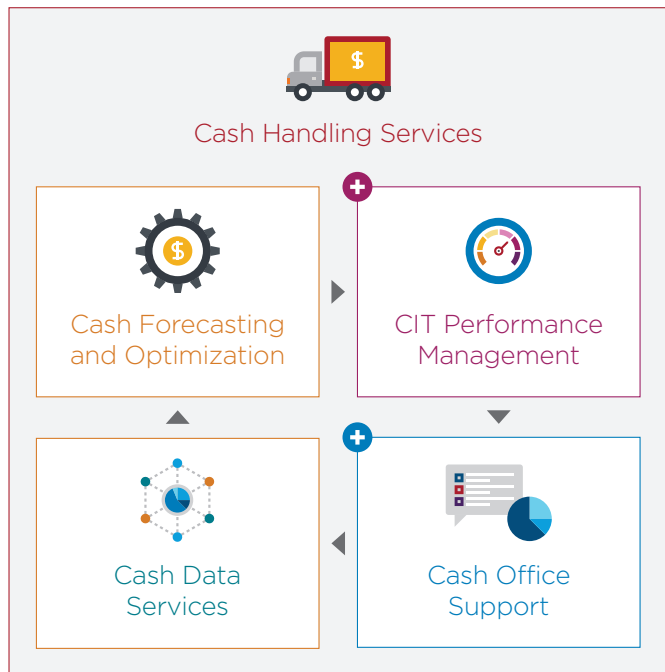 $
Cash Handling Services
$
Cash Forecasting
and Optimization
CIT Performance
Management
Cash Data
Services
Cash Office
Support